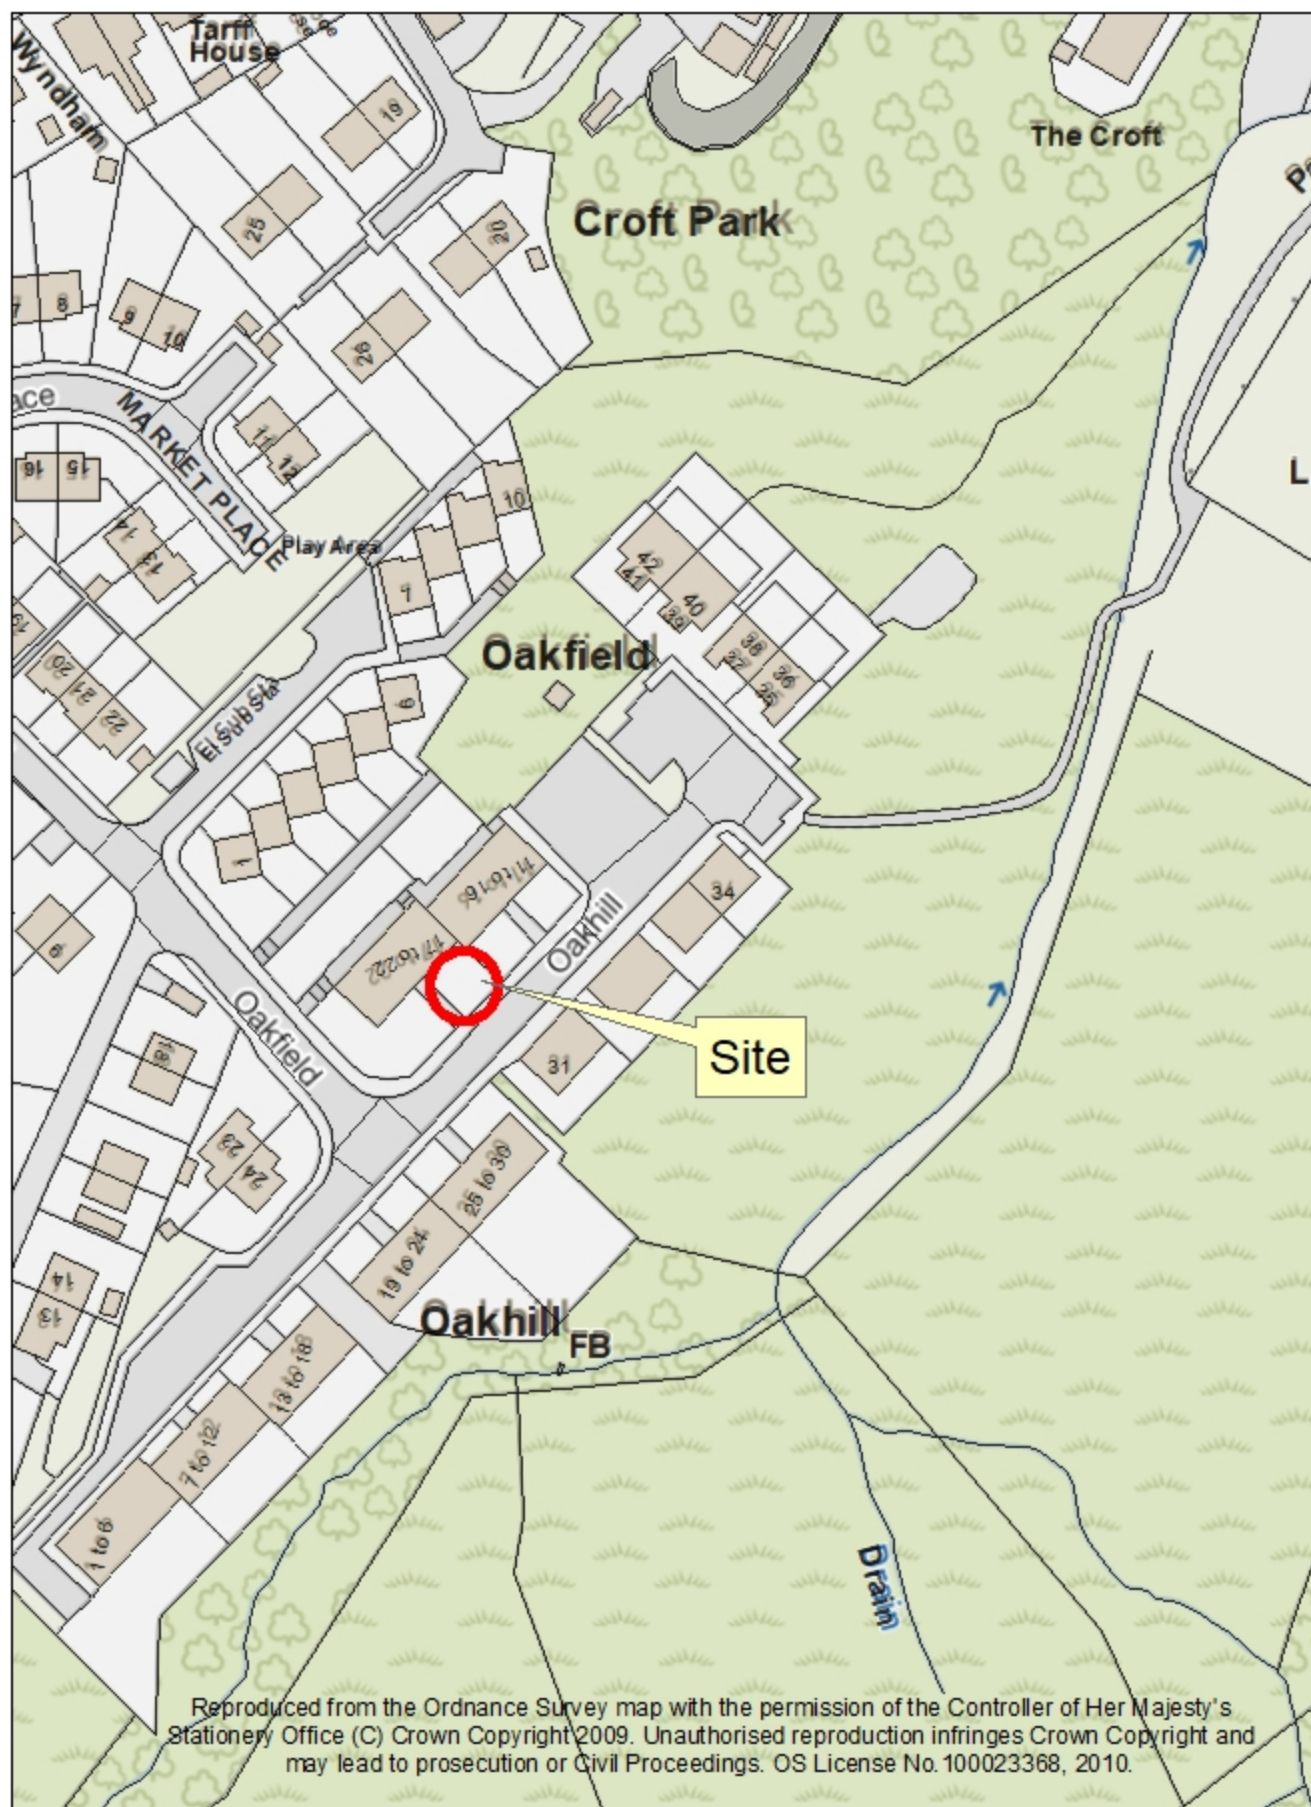 Tarff
House
Wyndham
19
The Croft
25
Croft Park
20
7
8
9
10
26
ace
MARKET PLACE
11
12
16
15
14
13
10
Play Area
7
42
41
40
39
38
37
36
35
Oakfield
19
20
21
22
6
El Sub Sta
1
11 to 16
34
9
17 to 22
Oakhill
Oakfield
Site
31
18
23
24
25 to 30
19 to 24
14
13
Oakhill
FB
13 to 18
7 to 12
1 to 6
Drain
Reproduced from the Ordnance Survey map with the permission of the Controller of Her Majesty's
Stationery Office (C) Crown Copyright 2009. Unauthorised reproduction infringes Crown Copyright and
may lead to prosecution or Civil Proceedings. OS License No. 100023368, 2010.